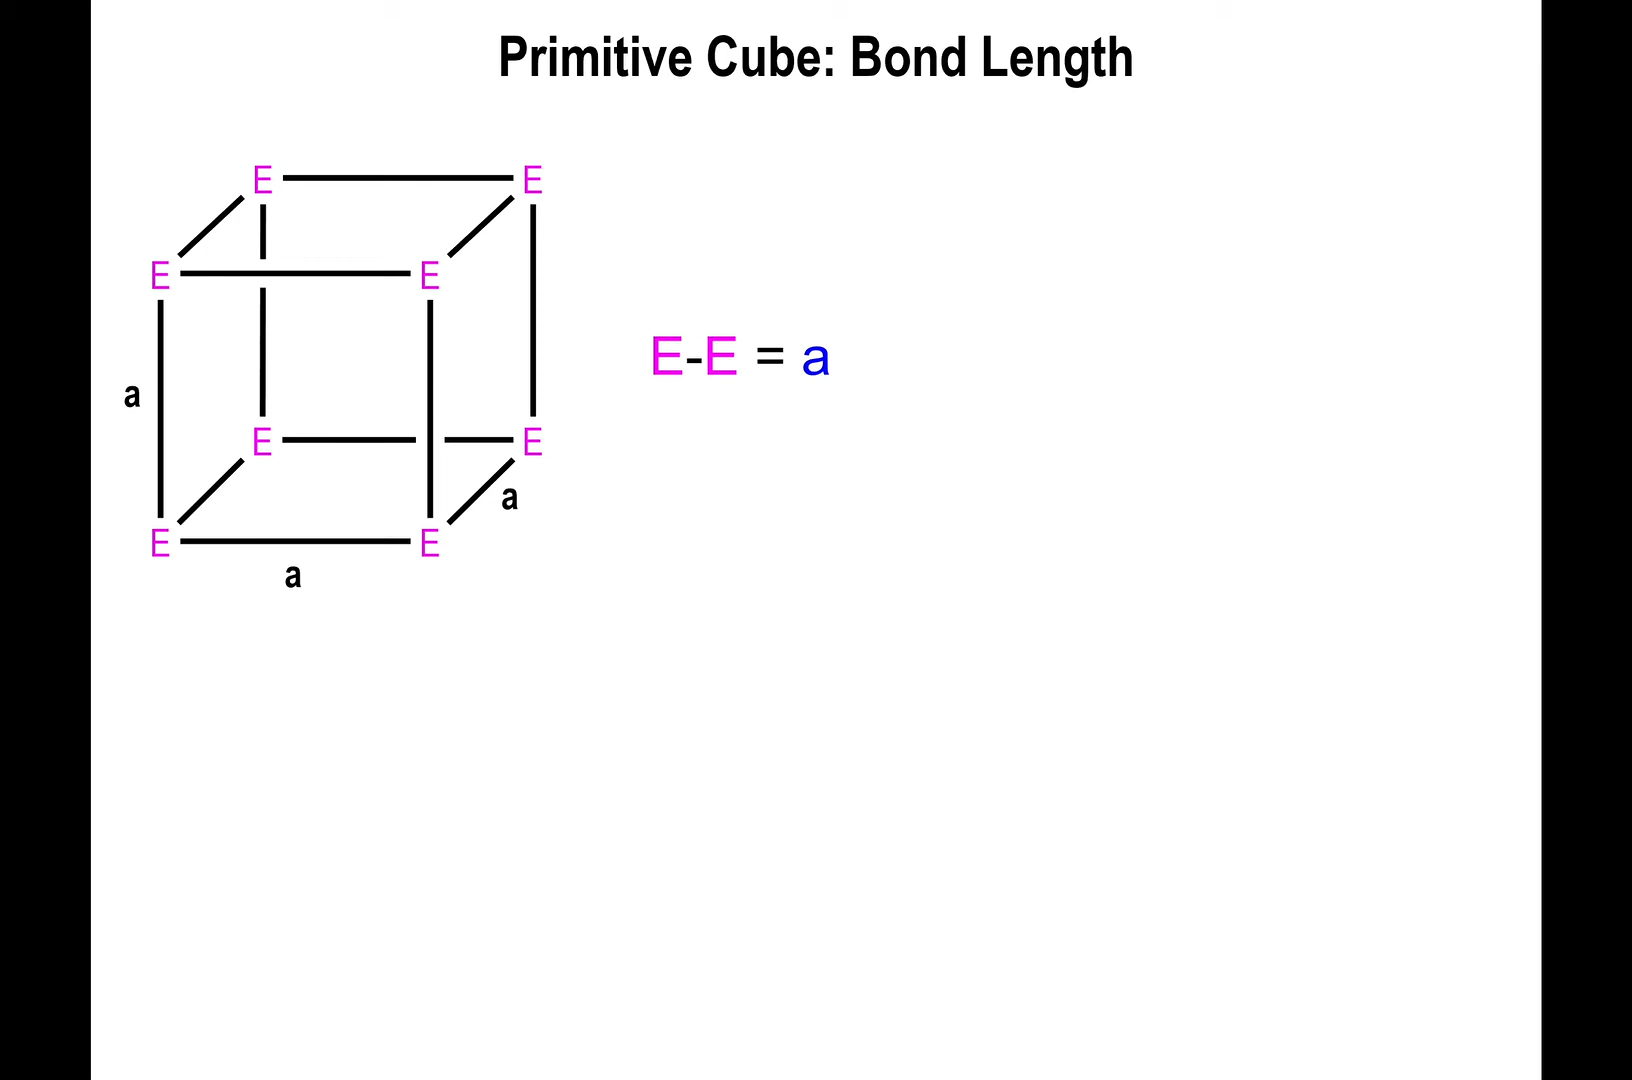 Primitive Cube: Bond Length
E E
E E
E-E = a
a
E E
a
E E
a